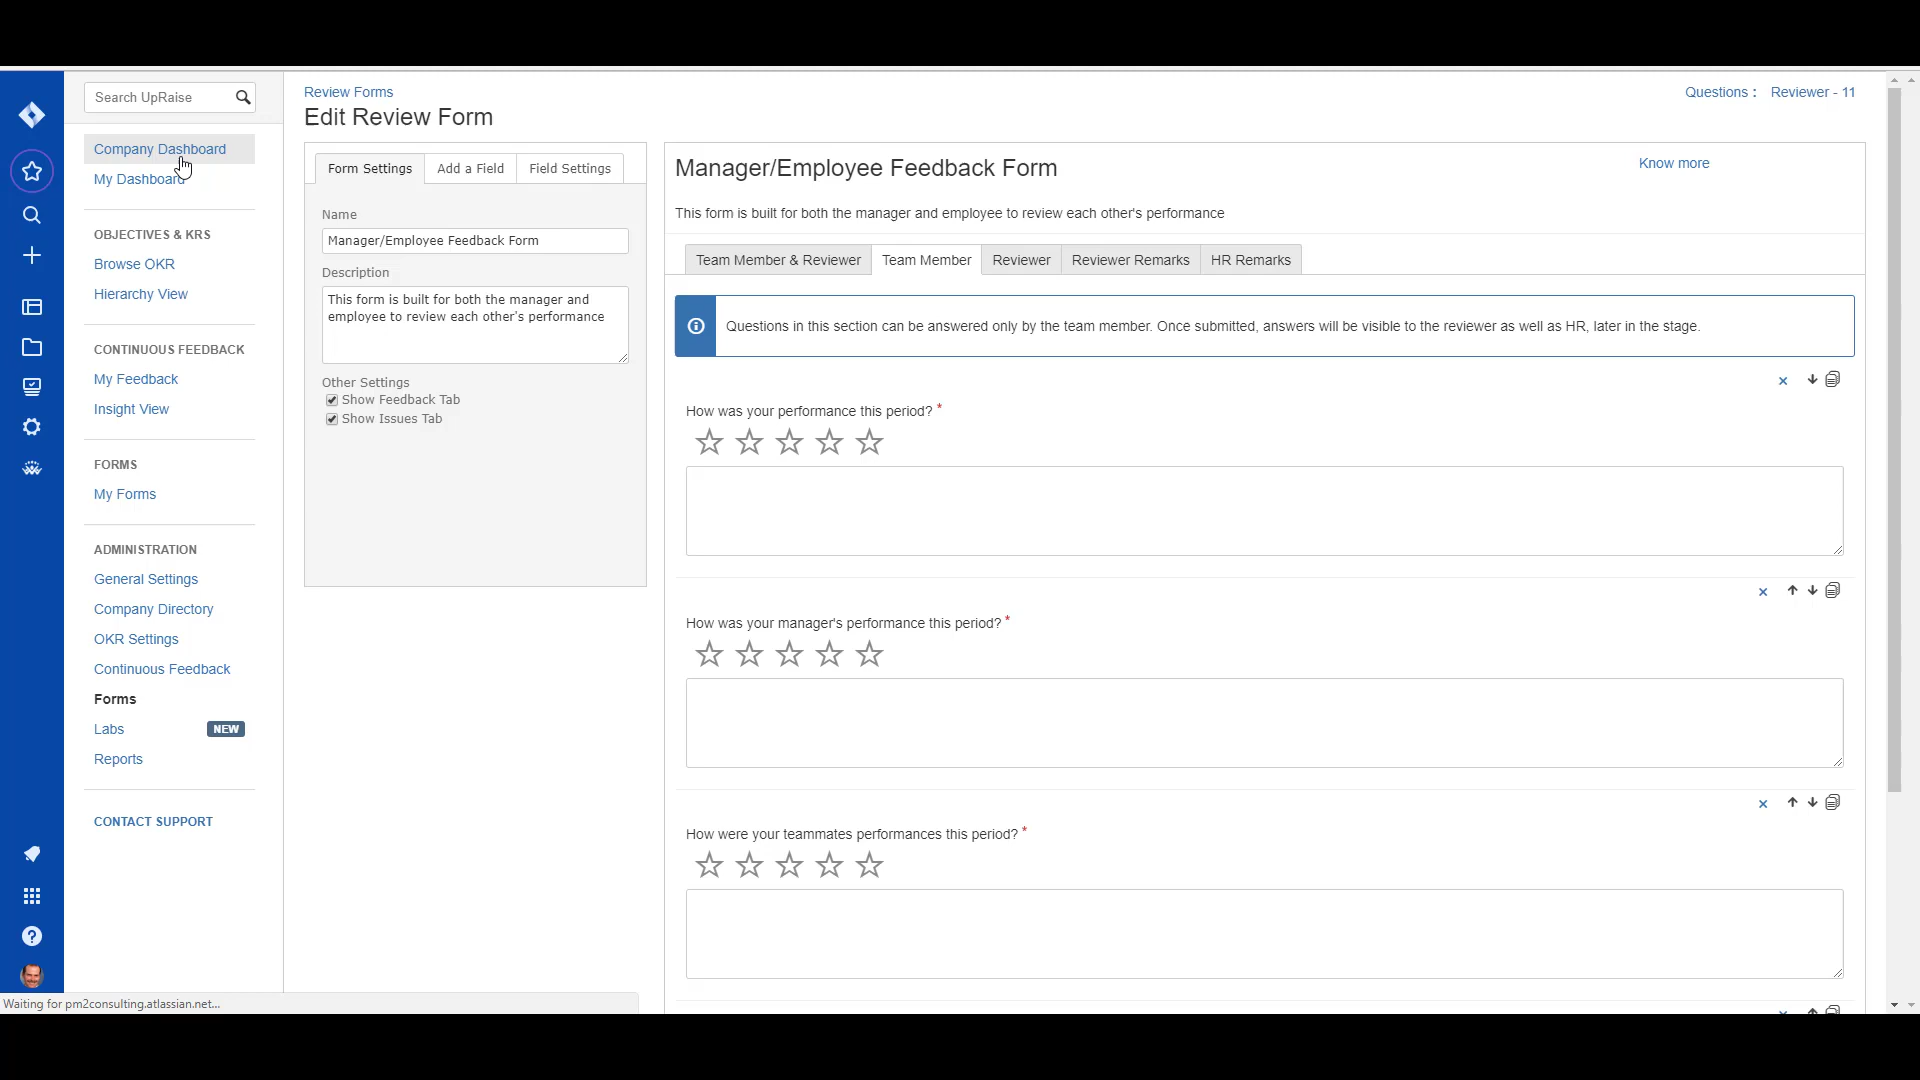 Search UpRaise
Company Dashboard
My Dashboard
OBJECTIVES & KRS
Browse OKR
Hierarchy View
CONTINUOUS FEEDBACK
My Feedback
Insight View
FORMS
My Forms
ADMINISTRATION
General Settings
Company Directory
OKR Settings
Continuous Feedback
Forms
Labs NEW
Reports
CONTACT SUPPORT
Waiting for pm2consulting.atlassian.net...
Review Forms
Edit Review Form
Questions : Reviewer - 11
Form Settings Add a Field Field Settings
Name
Manager/Employee Feedback Form
Description
This form is built for both the manager and
employee to review each other's performance
Other Settings
Show Feedback Tab
Show Issues Tab
Manager/Employee Feedback Form
Know more
This form is built for both the manager and employee to review each other's performance
Team Member & Reviewer Team Member Reviewer Reviewer Remarks HR Remarks
Questions in this section can be answered only by the team member. Once submitted, answers will be visible to the reviewer as well as HR, later in the stage.
How was your performance this period? *
How was your manager's performance this period? *
How were your teammates performances this period? *